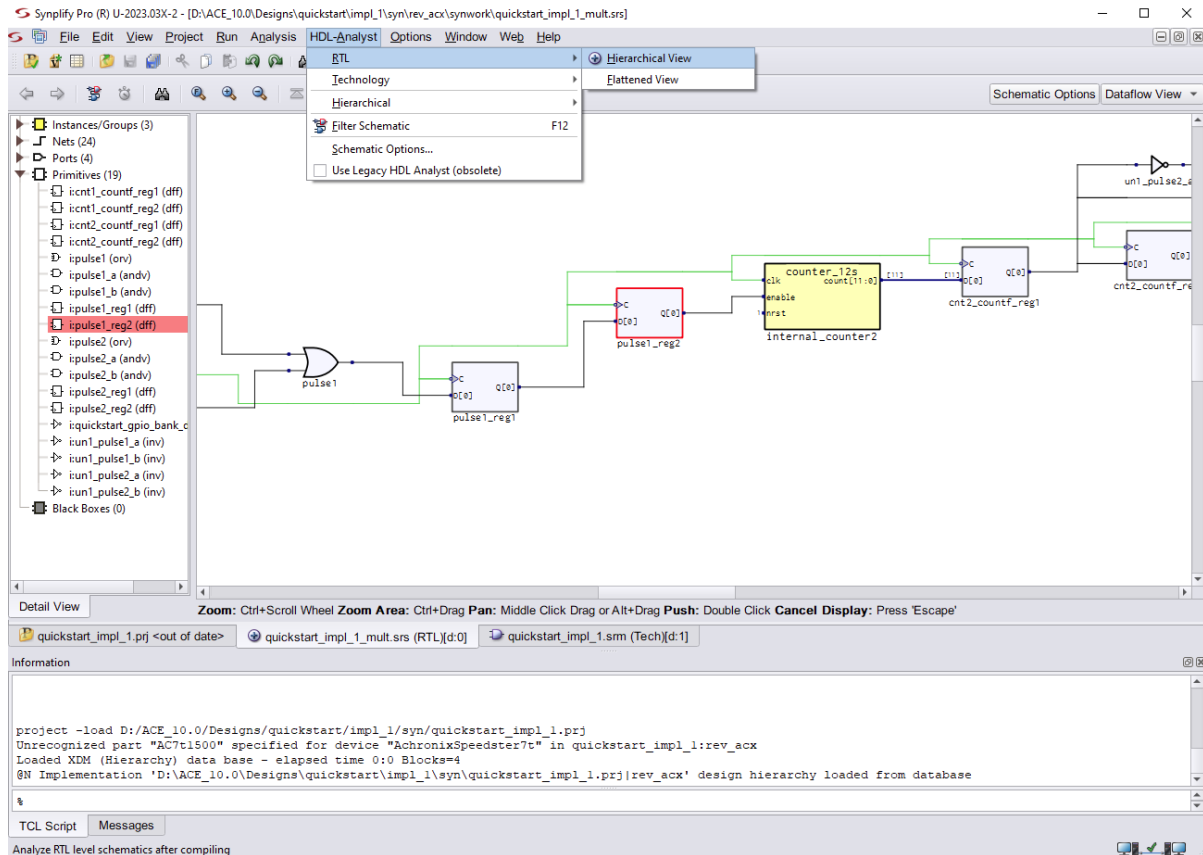 Synplify Pro (R) U-2023.03X-2 - [D:\ACE_10.0\Designs\quickstart\impl_1\syn\rev_acx\synwork\quickstart_impl_1_mult.srs]
File Edit View Project Run Analysis HDL-Analyst Options Window Web Help
RTL
Hierarchical View
Technology
Flattened View
Hierarchical
Filter Schematic F12
Schematic Options...
Use Legacy HDL Analyst (obsolete)
Schematic Options Dataflow View
Instances/Groups (3)
Nets (24)
Ports (4)
Primitives (19)
i:cnt1_countf_reg1 (dff)
i:cnt1_countf_reg2 (dff)
i:cnt2_countf_reg1 (dff)
i:cnt2_countf_reg2 (dff)
i:pulse1 (orv)
i:pulse1_a (andv)
i:pulse1_b (andv)
i:pulse1_reg1 (dff)
i:pulse1_reg2 (dff)
i:pulse2 (orv)
i:pulse2_a (andv)
i:pulse2_b (andv)
i:pulse2_reg1 (dff)
i:pulse2_reg2 (dff)
i:quickstart_gpio_bank_c
i:un1_pulse1_a (inv)
i:un1_pulse1_b (inv)
i:un1_pulse2_a (inv)
i:un1_pulse2_b (inv)
Black Boxes (0)
Detail View
pulse1
C
D[0] Q[0]
pulse1_reg1
C
D[0] Q[0]
pulse1_reg2
counter_12s
clk count[11:0]
enable
1 nrst
internal_counter2
[11] [11]
C
D[0] Q[0]
cnt2_countf_reg1
un1_pulse2_a
C
D[0] Q[0]
cnt2_countf_re
Zoom: Ctrl+Scroll Wheel Zoom Area: Ctrl+Drag Pan: Middle Click Drag or Alt+Drag Push: Double Click Cancel Display: Press 'Escape'
quickstart_impl_1.prj <out of date> quickstart_impl_1_mult.srs (RTL)[d:0] quickstart_impl_1.srm (Tech)[d:1]
Information
project -load D:/ACE_10.0/Designs/quickstart/impl_1/syn/quickstart_impl_1.prj
Unrecognized part "AC7t1500" specified for device "AchronixSpeedster7t" in quickstart_impl_1:rev_acx
Loaded XDM (Hierarchy) data base - elapsed time 0:0 Blocks=4
@N Implementation 'D:\ACE_10.0\Designs\quickstart\impl_1\syn\quickstart_impl_1.prj|rev_acx' design hierarchy loaded from database
%
TCL Script Messages
Analyze RTL level schematics after compiling